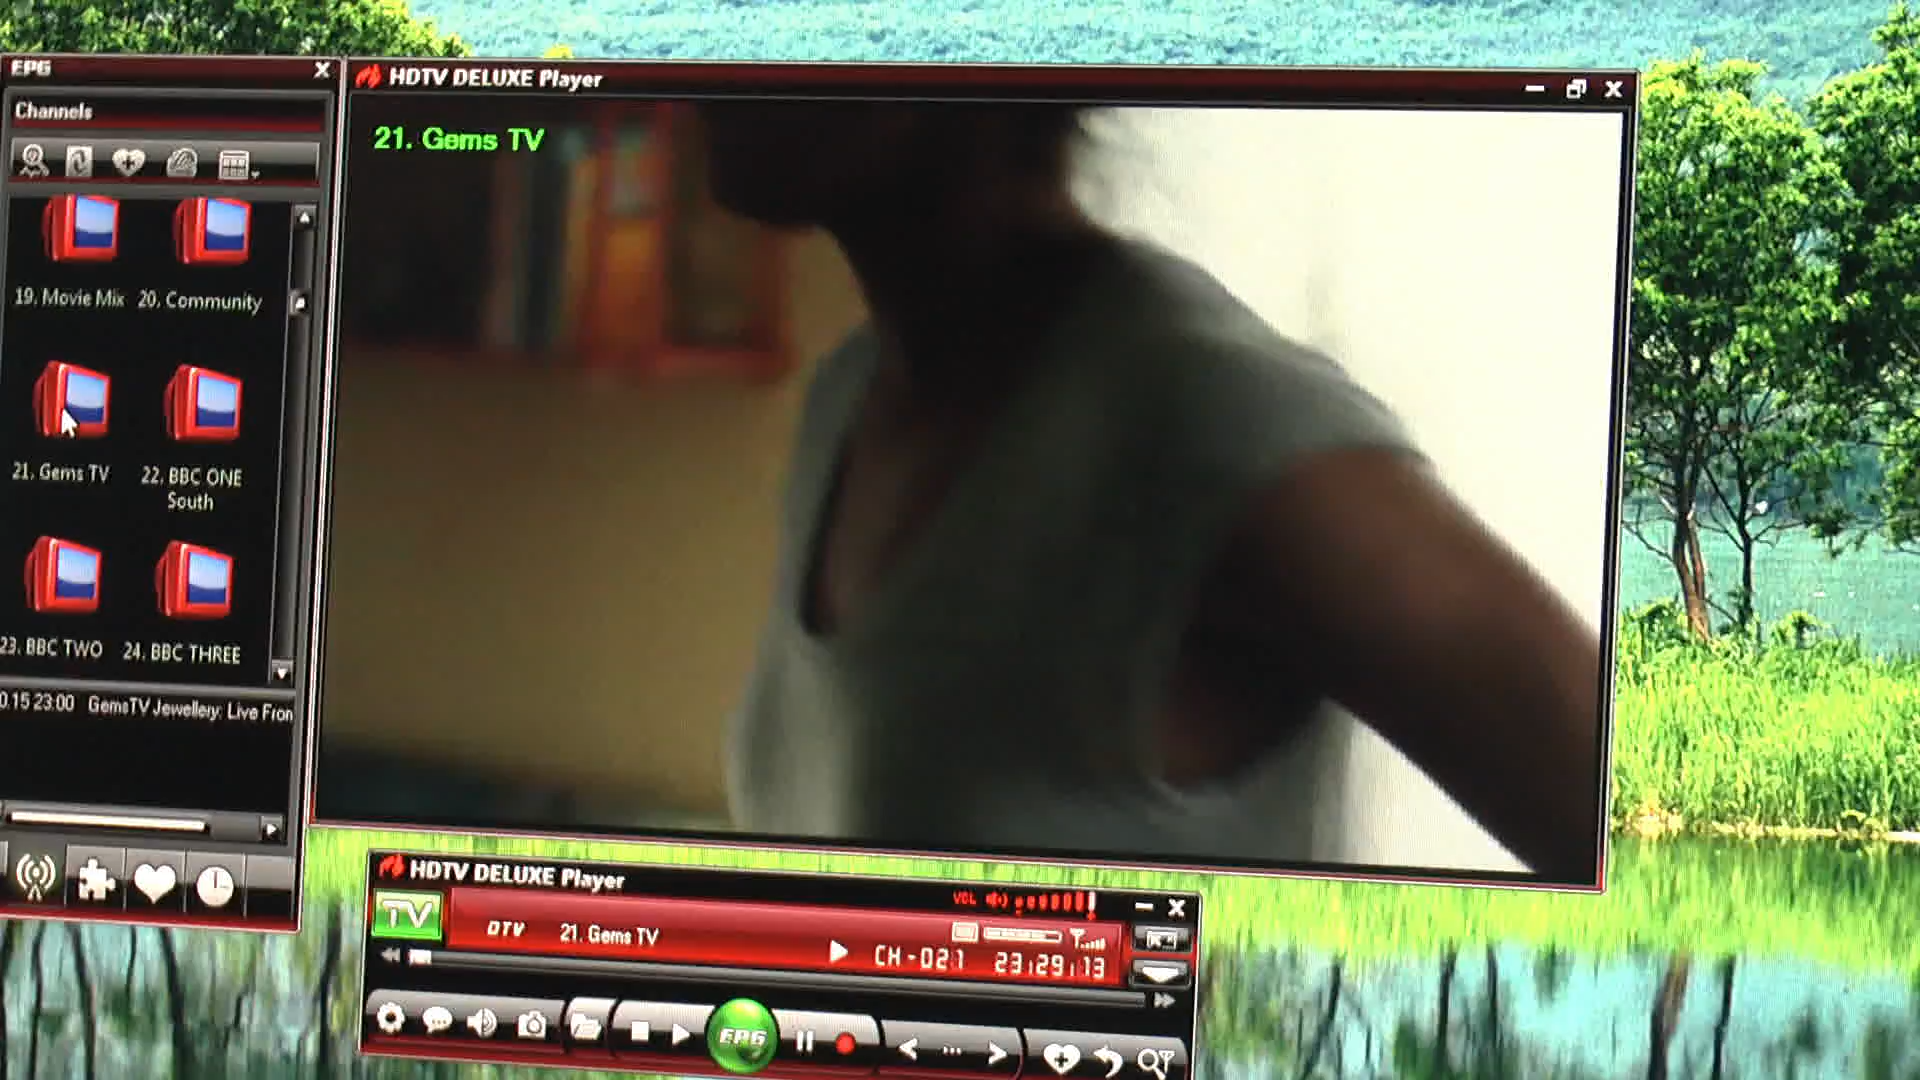 EPG
HDTV DELUXE Player
Channels
21. Gems TV
19. Movie Mix
20. Community
21. Gems TV
22. BBC ONE
South
23. BBC TWO
24. BBC THREE
0.15 23:00 GemsTV Jewellery: Live From
HDTV DELUXE Player
VOL
TV
DTV
21. Gems TV
CH-021
23:29:13
EPG